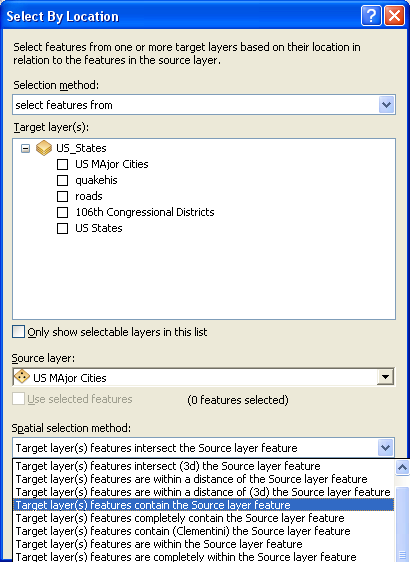 Select By Location
Select features from one or more target layers based on their location in
relation to the features in the source layer.
Selection method:
select features from
Target layer(s):
US_States
US MAjor Cities
quakehis
roads
106th Congressional Districts
US States
Only show selectable layers in this list
Source layer:
US MAjor Cities
Use selected features (0 features selected)
Spatial selection method:
Target layer(s) features intersect the Source layer feature
Target layer(s) features intersect (3d) the Source layer feature
Target layer(s) features are within a distance of the Source layer feature
Target layer(s) features are within a distance of (3d) the Source layer feature
Target layer(s) features contain the Source layer feature
Target layer(s) features completely contain the Source layer feature
Target layer(s) features contain (Clementini) the Source layer feature
Target layer(s) features are within the Source layer feature
Target layer(s) features are completely within the Source layer feature